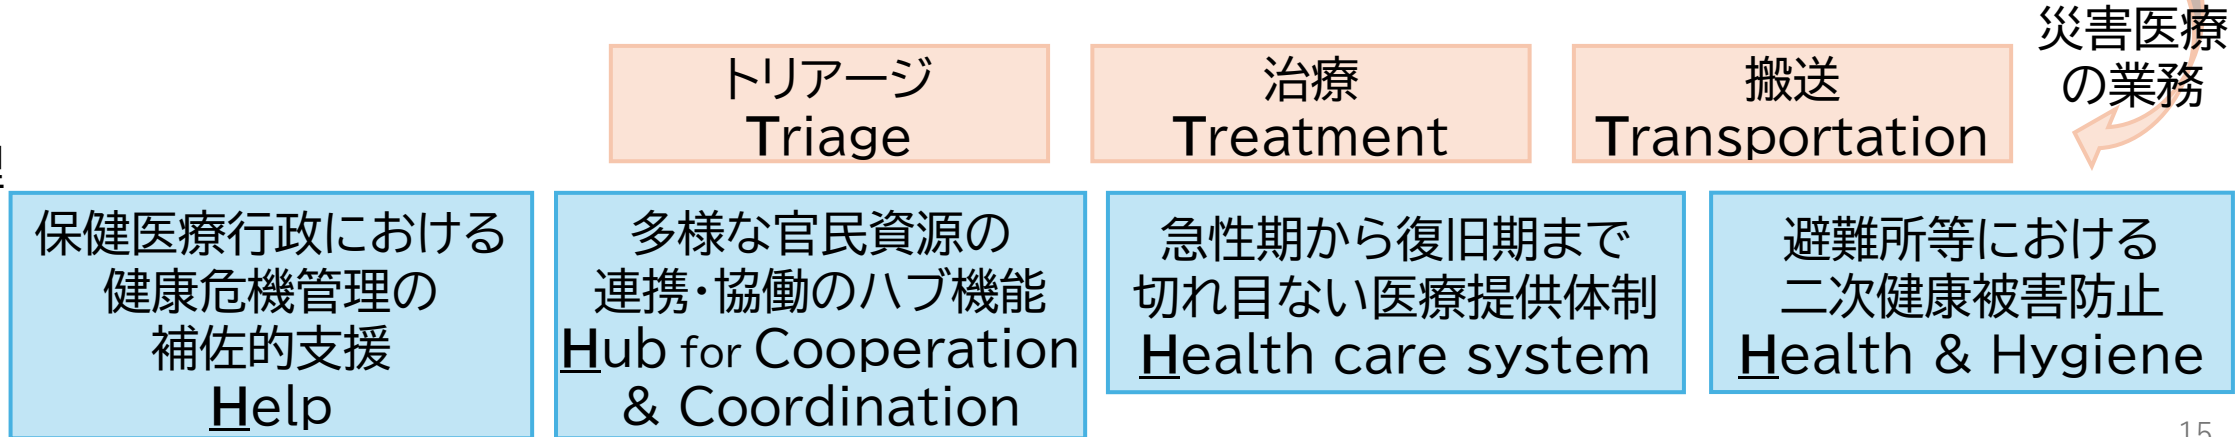 災害医療
の業務
トリアージ
Triage
治療
Treatment
搬送
Transportation
保健医療行政における
健康危機管理の
補佐的支援
Help
多様な官民資源の
連携・協働のハブ機能
Hub for Cooperation
& Coordination
急性期から復旧期まで
切れ目ない医療提供体制
Health care system
避難所等における
二次健康被害防止
Health & Hygiene
15